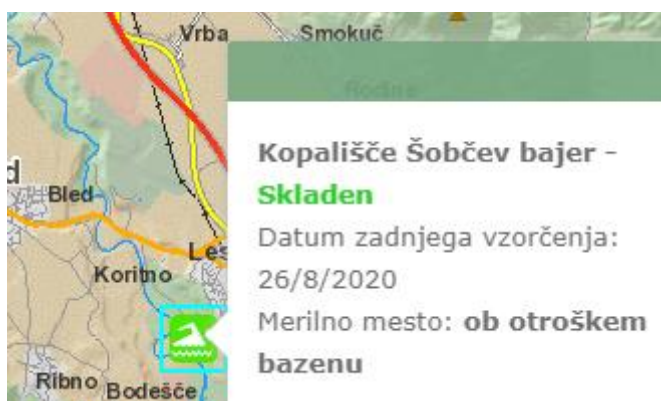 Vrba
Smokuč
Rodine
Bled
Koritno
Ribno
Bodešče
Kopališče Šobčev bajer -
Skladen
Datum zadnjega vzorčenja:
26/8/2020
Merilno mesto: ob otroškem
bazenu